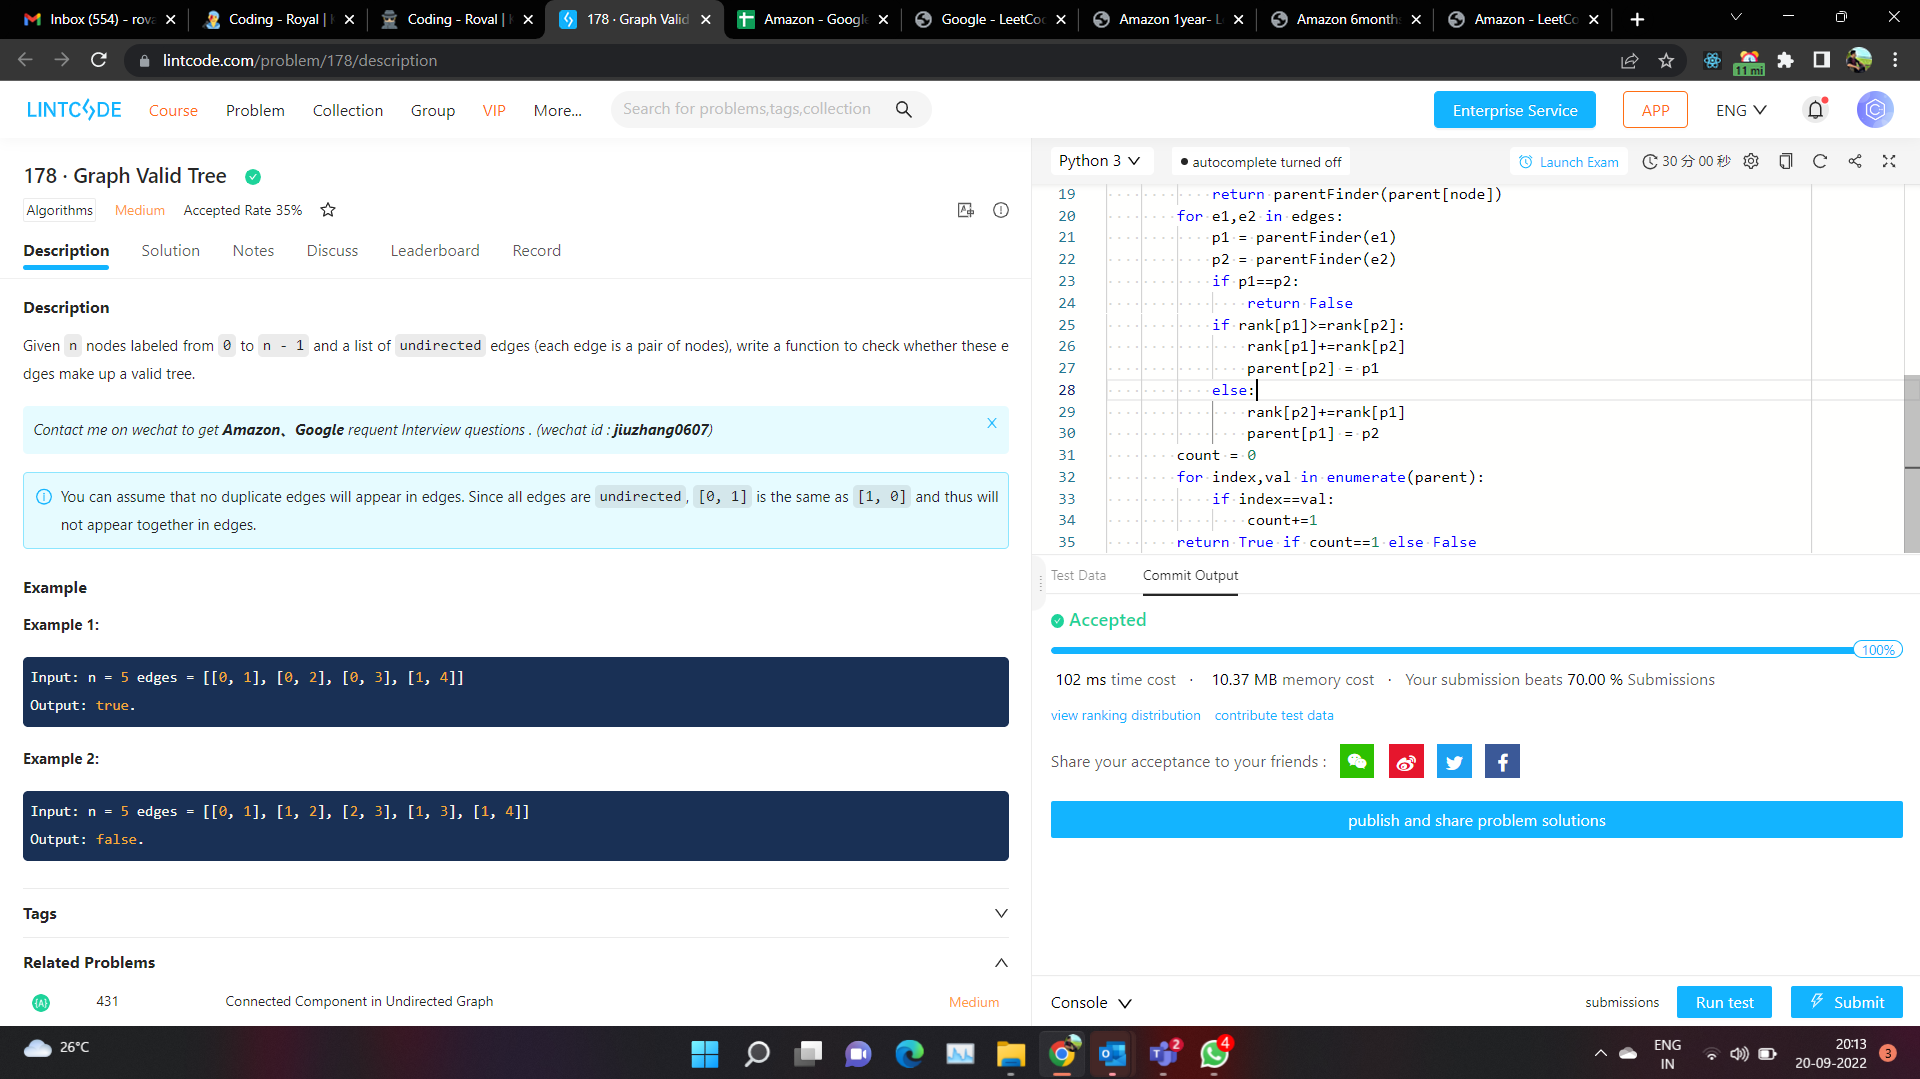 Inbox (554) - rova
Coding - Royal |
Coding - Roval |
178 · Graph Valid
Amazon - Google
Google - LeetCo
Amazon 1year- L
Amazon 6month
Amazon - LeetCo
lintcode.com/problem/178/description
11 mi
LINTCODE
Course
Problem
Collection
Group
VIP
More...
Search for problems,tags,collection
Enterprise Service
APP
ENG
178 · Graph Valid Tree
Algorithms
Medium
Accepted Rate 35%
Description
Solution
Notes
Discuss
Leaderboard
Record
Description
Given n nodes labeled from 0 to n - 1 and a list of undirected edges (each edge is a pair of nodes), write a function to check whether these e
dges make up a valid tree.
Contact me on wechat to get Amazon、Google requent Interview questions . (wechat id : jiuzhang0607)
You can assume that no duplicate edges will appear in edges. Since all edges are undirected, [0, 1] is the same as [1, 0] and thus will
not appear together in edges.
Example
Example 1:
Input: n = 5 edges = [[0, 1], [0, 2], [0, 3], [1, 4]]
Output: true.
Example 2:
Input: n = 5 edges = [[0, 1], [1, 2], [2, 3], [1, 3], [1, 4]]
Output: false.
Tags
Related Problems
431
Connected Component in Undirected Graph
Medium
Python 3
autocomplete turned off
Launch Exam
30 分 00 秒
19 return parentFinder(parent[node])
20 for e1,e2 in edges:
21 p1 = parentFinder(e1)
22 p2 = parentFinder(e2)
23 if p1==p2:
24 return False
25 if rank[p1]>=rank[p2]:
26 rank[p1]+=rank[p2]
27 parent[p2] = p1
28 else:
29 rank[p2]+=rank[p1]
30 parent[p1] = p2
31 count = 0
32 for index,val in enumerate(parent):
33 if index==val:
34 count+=1
35 return True if count==1 else False
Test Data
Commit Output
Accepted
100%
102 ms time cost · 10.37 MB memory cost · Your submission beats 70.00 % Submissions
view ranking distribution
contribute test data
Share your acceptance to your friends :
publish and share problem solutions
Console
submissions
Run test
Submit
26°C
2
4
ENG
IN
20:13
20-09-2022
3